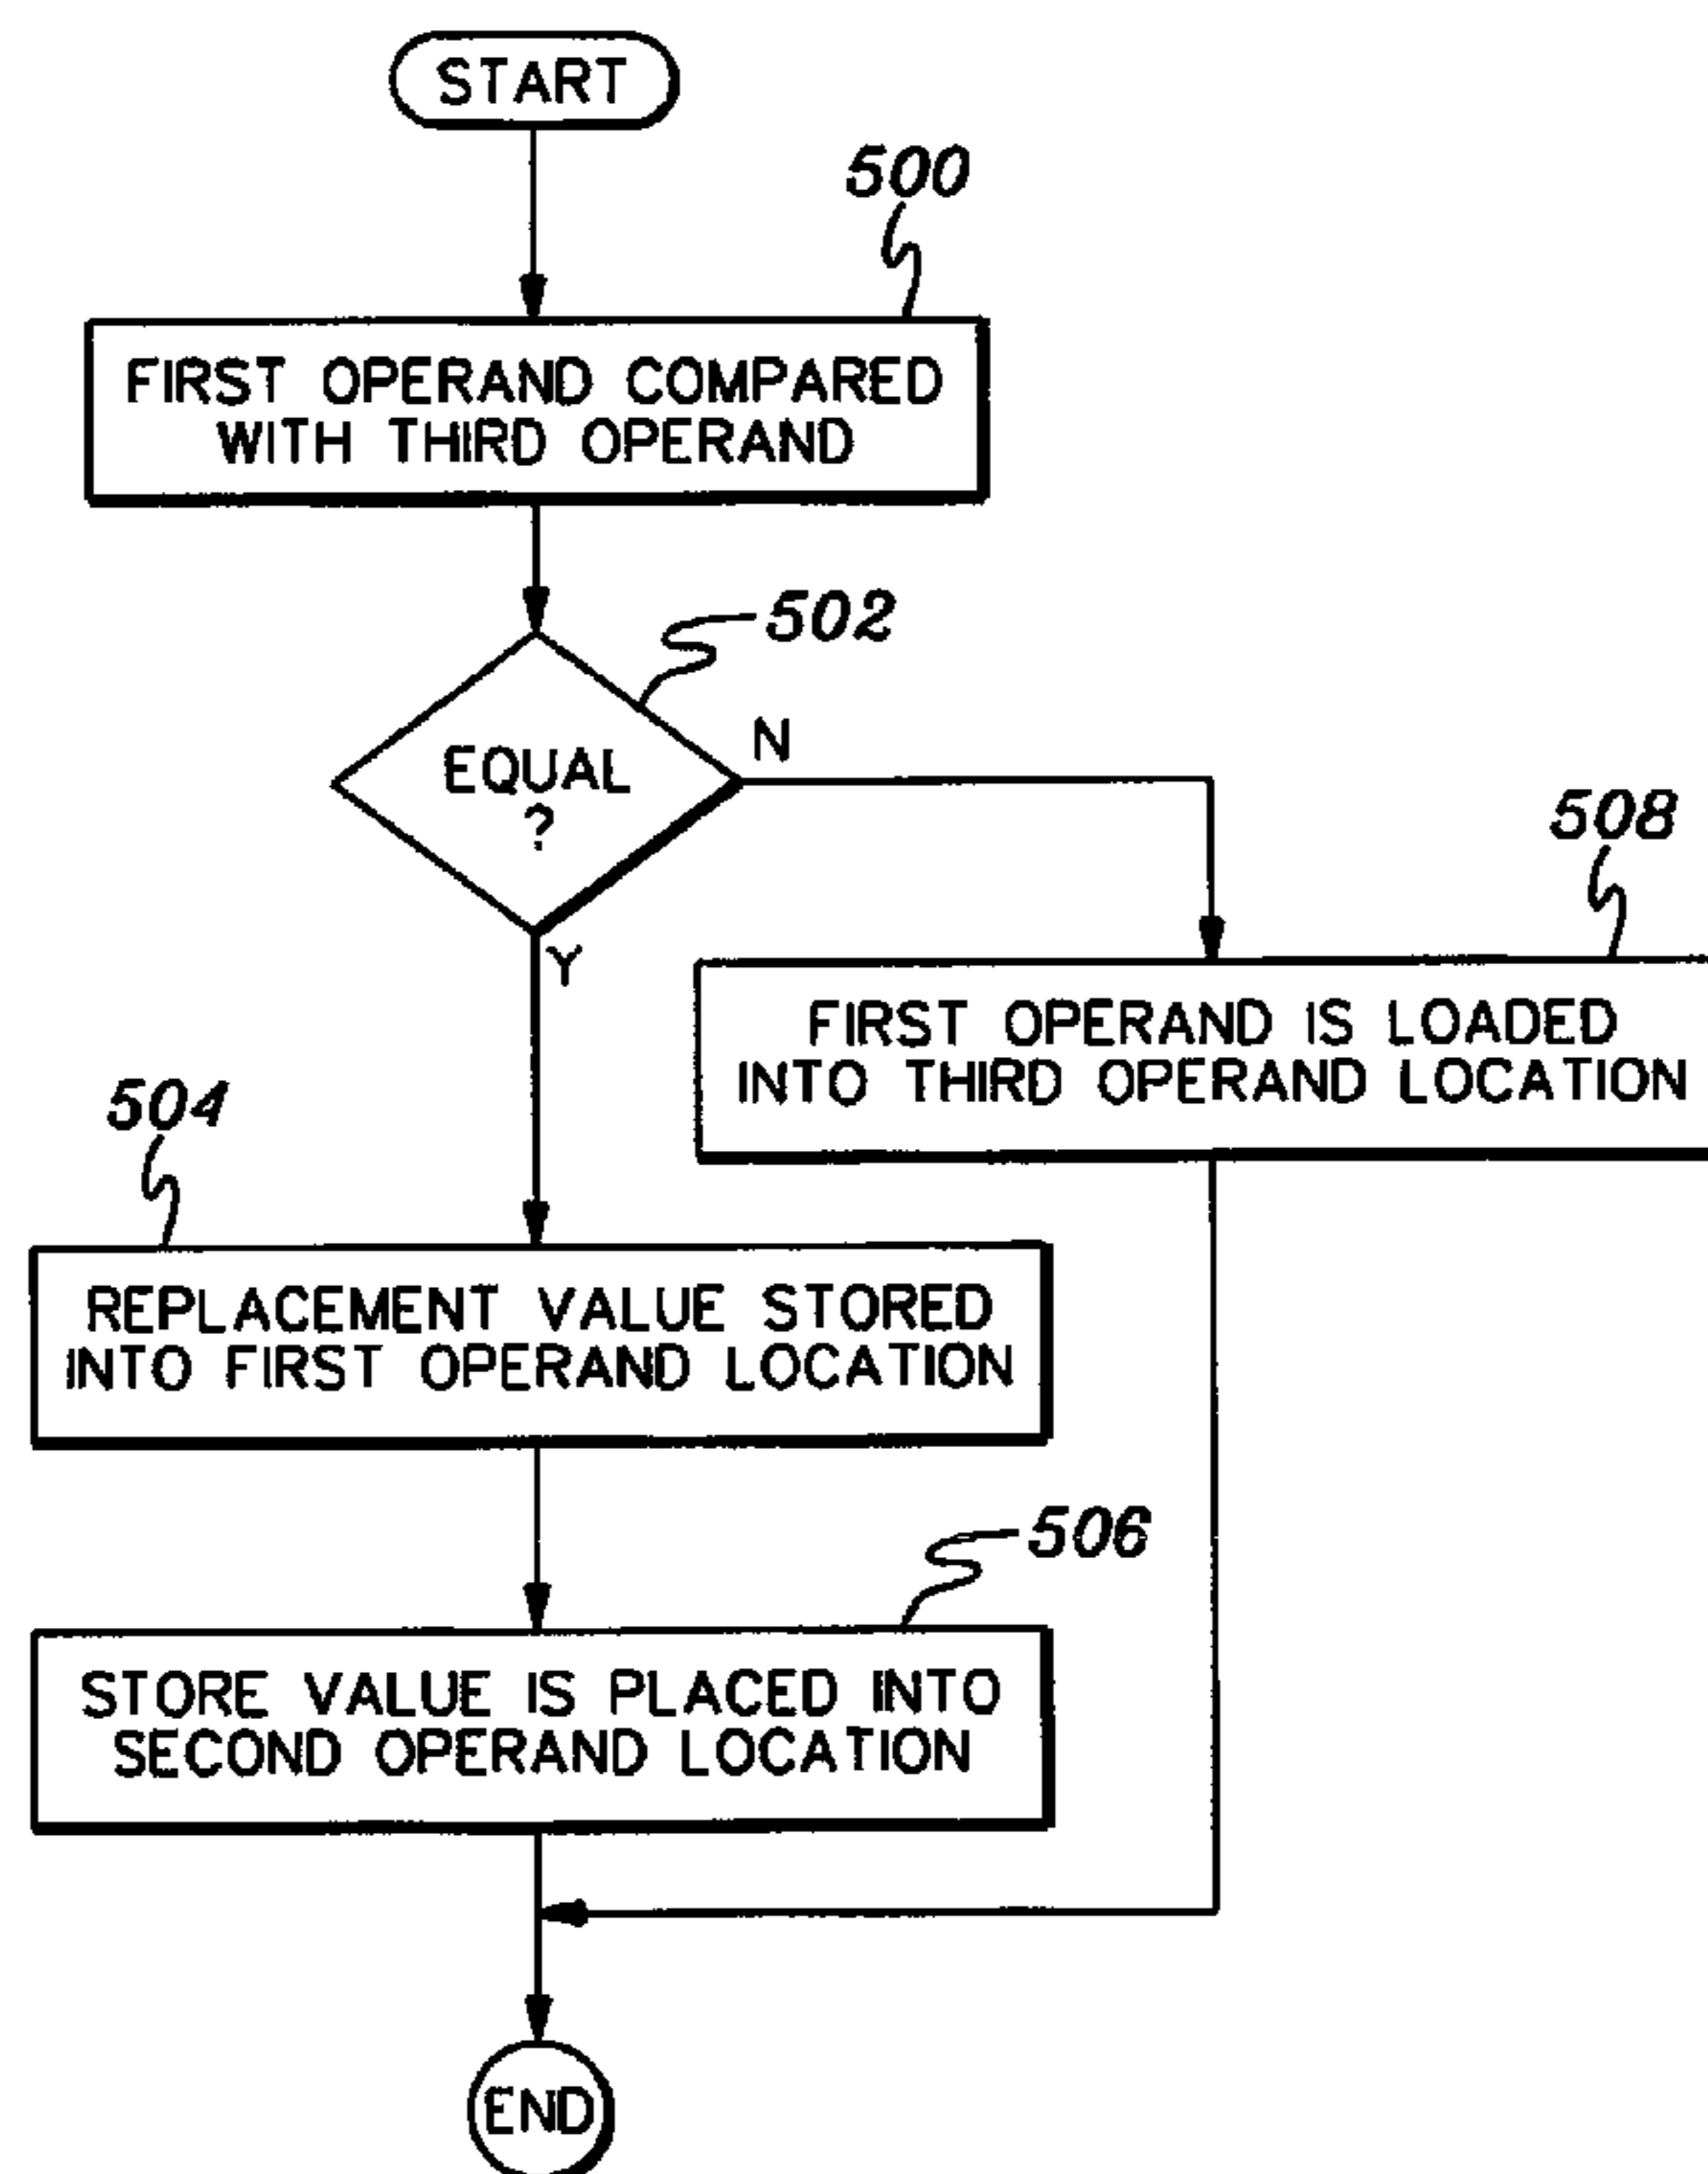 START
500
FIRST OPERAND COMPARED
WITH THIRD OPERAND
502
EQUAL
?
N
Y
508
FIRST OPERAND IS LOADED
INTO THIRD OPERAND LOCATION
504
REPLACEMENT VALUE STORED
INTO FIRST OPERAND LOCATION
506
STORE VALUE IS PLACED INTO
SECOND OPERAND LOCATION
END